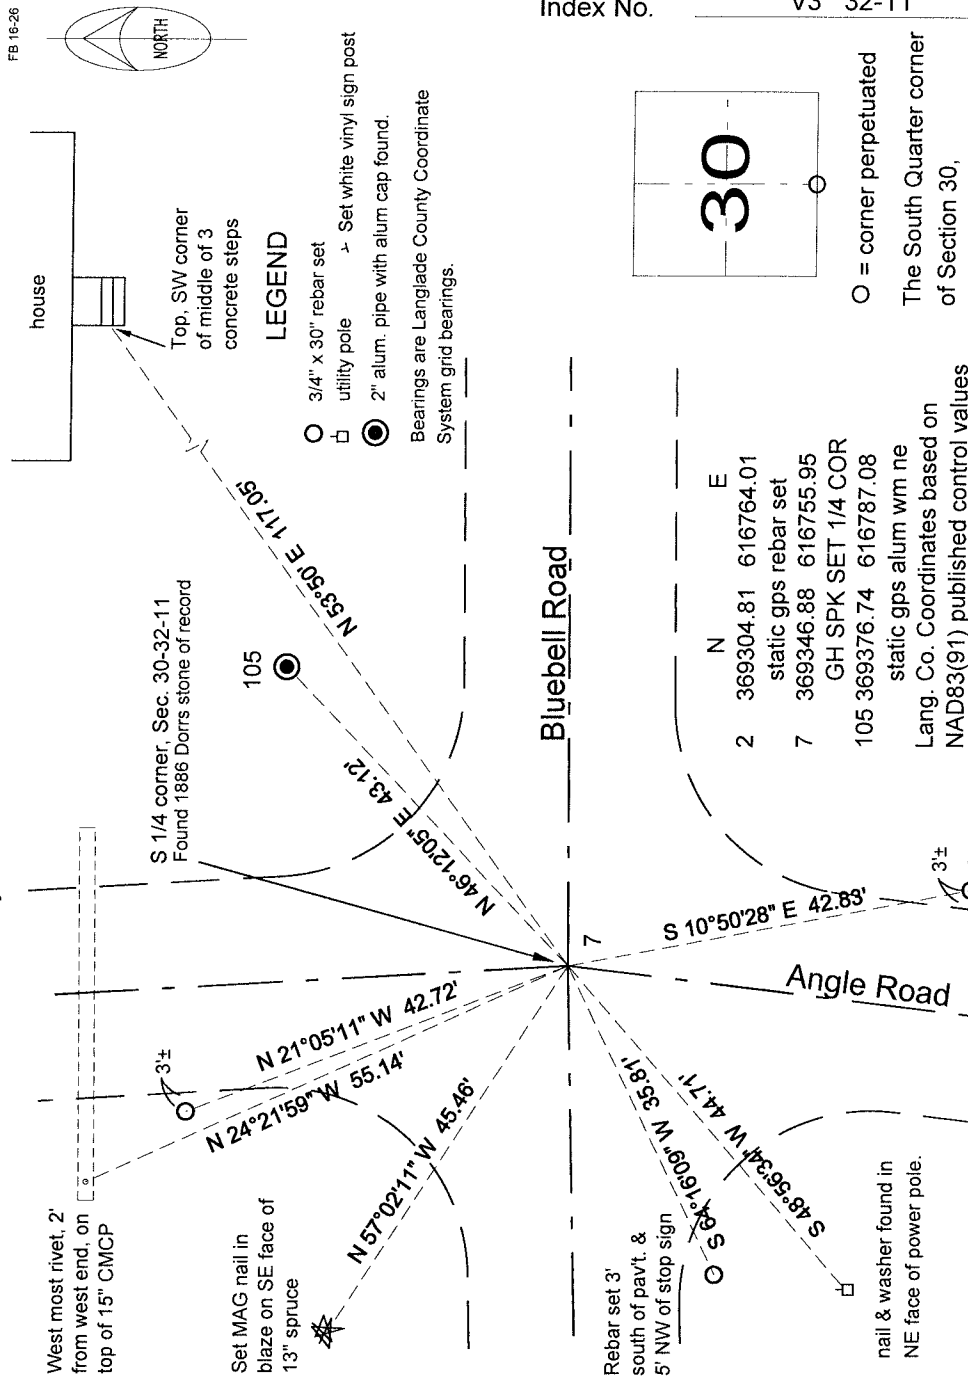 FB 16-26
NORTH
Index No.
V3 32-11
house
Top, SW corner
of middle of 3
concrete steps
LEGEND
3/4" x 30" rebar set
utility pole
Set white vinyl sign post
2" alum. pipe with alum cap found.
Bearings are Langlade County Coordinate
System grid bearings.
30
= corner perpetuated
The South Quarter corner
of Section 30,
N 53°50' E 117.05'
105
S 1/4 corner, Sec. 30-32-11
Found 1886 Dorrs stone of record
N 46°12'05" E 43.12'
Bluebell Road
N E
2 369304.81 616764.01
static gps rebar set
7 369346.88 616755.95
GH SPK SET 1/4 COR
105 369376.74 616787.08
static gps alum wm ne
Lang. Co. Coordinates based on
NAD83(91) published control values
3'±
S 10°50'28" E 42.83'
7
Angle Road
3'±
N 21°05'11" W 42.72'
N 24°21'59" W 55.14'
N 57°02'11" W 45.46'
S 64°16'09" W 35.81'
S 48°56'34" W 44.71'
West most rivet, 2'
from west end, on
top of 15" CMCP
Set MAG nail in
blaze on SE face of
13" spruce
Rebar set 3'
south of pav't. &
5' NW of stop sign
nail & washer found in
NE face of power pole.